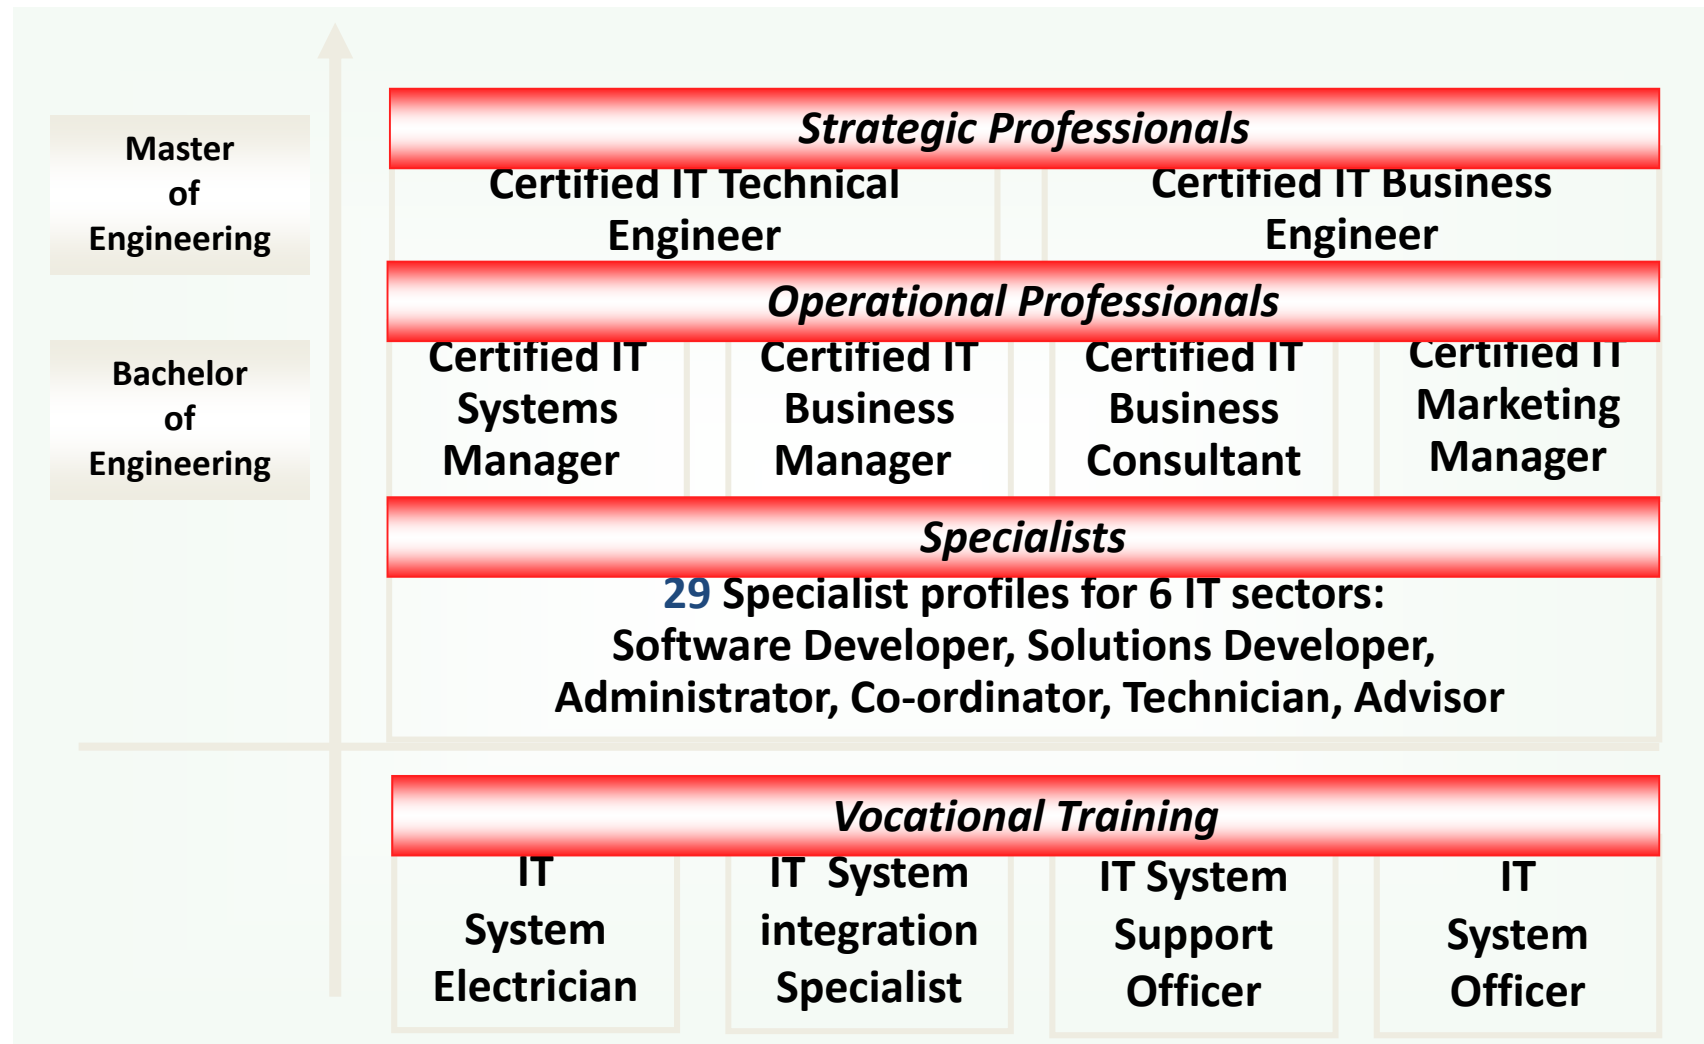 Master
of
Engineering
Strategic Professionals
Certified IT Technical
Engineer
Certified IT Business
Engineer
Operational Professionals
Bachelor
of
Engineering
Certified IT
Systems
Manager
Certified IT
Business
Manager
Certified IT
Business
Consultant
Certified IT
Marketing
Manager
Specialists
29 Specialist profiles for 6 IT sectors:
Software Developer, Solutions Developer,
Administrator, Co-ordinator, Technician, Advisor
Vocational Training
IT
System
Electrician
IT  System
integration
Specialist
IT System
Support
Officer
IT
System
Officer